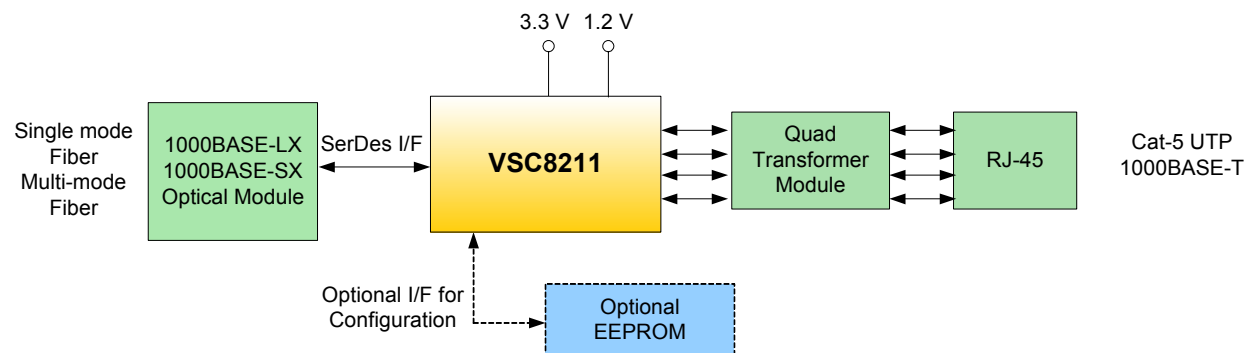 3.3 V
1.2 V
Single mode
Fiber
Multi-mode
Fiber
1000BASE-LX
1000BASE-SX
Optical Module
SerDes I/F
VSC8211
Quad
Transformer
Module
RJ-45
Cat-5 UTP
1000BASE-T
Optional I/F for
Configuration
Optional
EEPROM